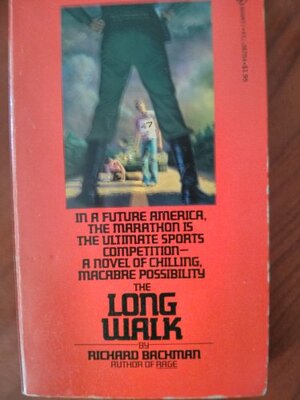 47
IN A FUTURE AMERICA,
THE MARATHON IS
THE ULTIMATE SPORTS
COMPETITION—
A NOVEL OF CHILLING,
MACABRE POSSIBILITY
THE
LONG
WALK
BY
RICHARD BACHMAN
AUTHOR OF RAGE